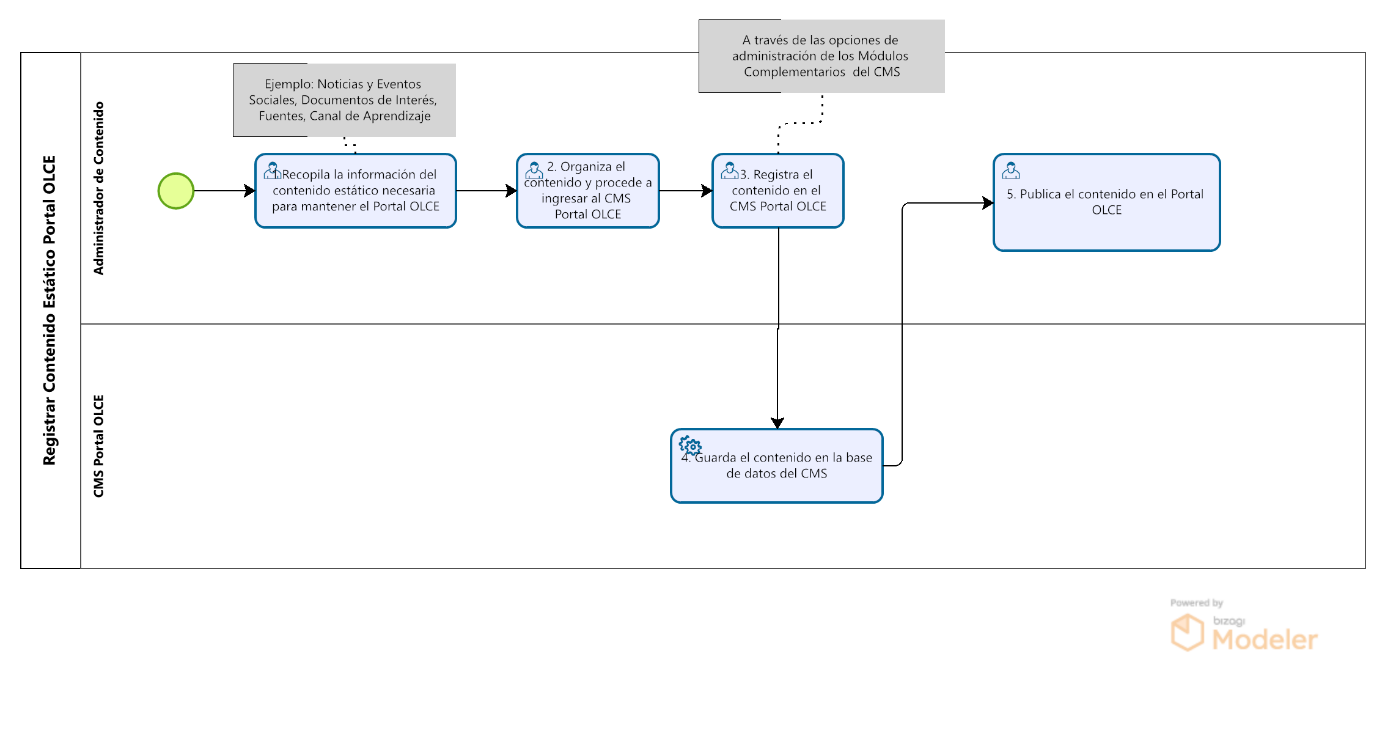 Registrar Contenido Estático Portal OLCE
Administrador de Contenido
Ejemplo: Noticias y Eventos
Sociales, Documentos de Interés,
Fuentes, Canal de Aprendizaje
A través de las opciones de
administración de los Módulos
Complementarios del CMS
1. Recopila la información del
contenido estático necesaria
para mantener el Portal OLCE
2. Organiza el
contenido y procede a
ingresar al CMS
Portal OLCE
3. Registra el
contenido en el
CMS Portal OLCE
5. Publica el contenido en el Portal
OLCE
CMS Portal OLCE
4. Guarda el contenido en la base
de datos del CMS
Powered by
bizagi
Modeler